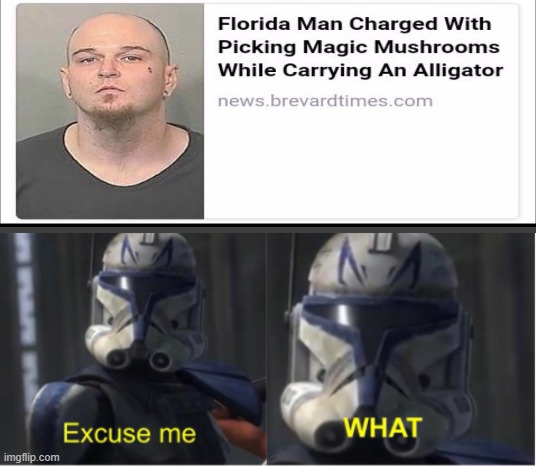 Florida Man Charged With
Picking Magic Mushrooms
While Carrying An Alligator
news.brevardtimes.com
Excuse me
WHAT
imgflip.com